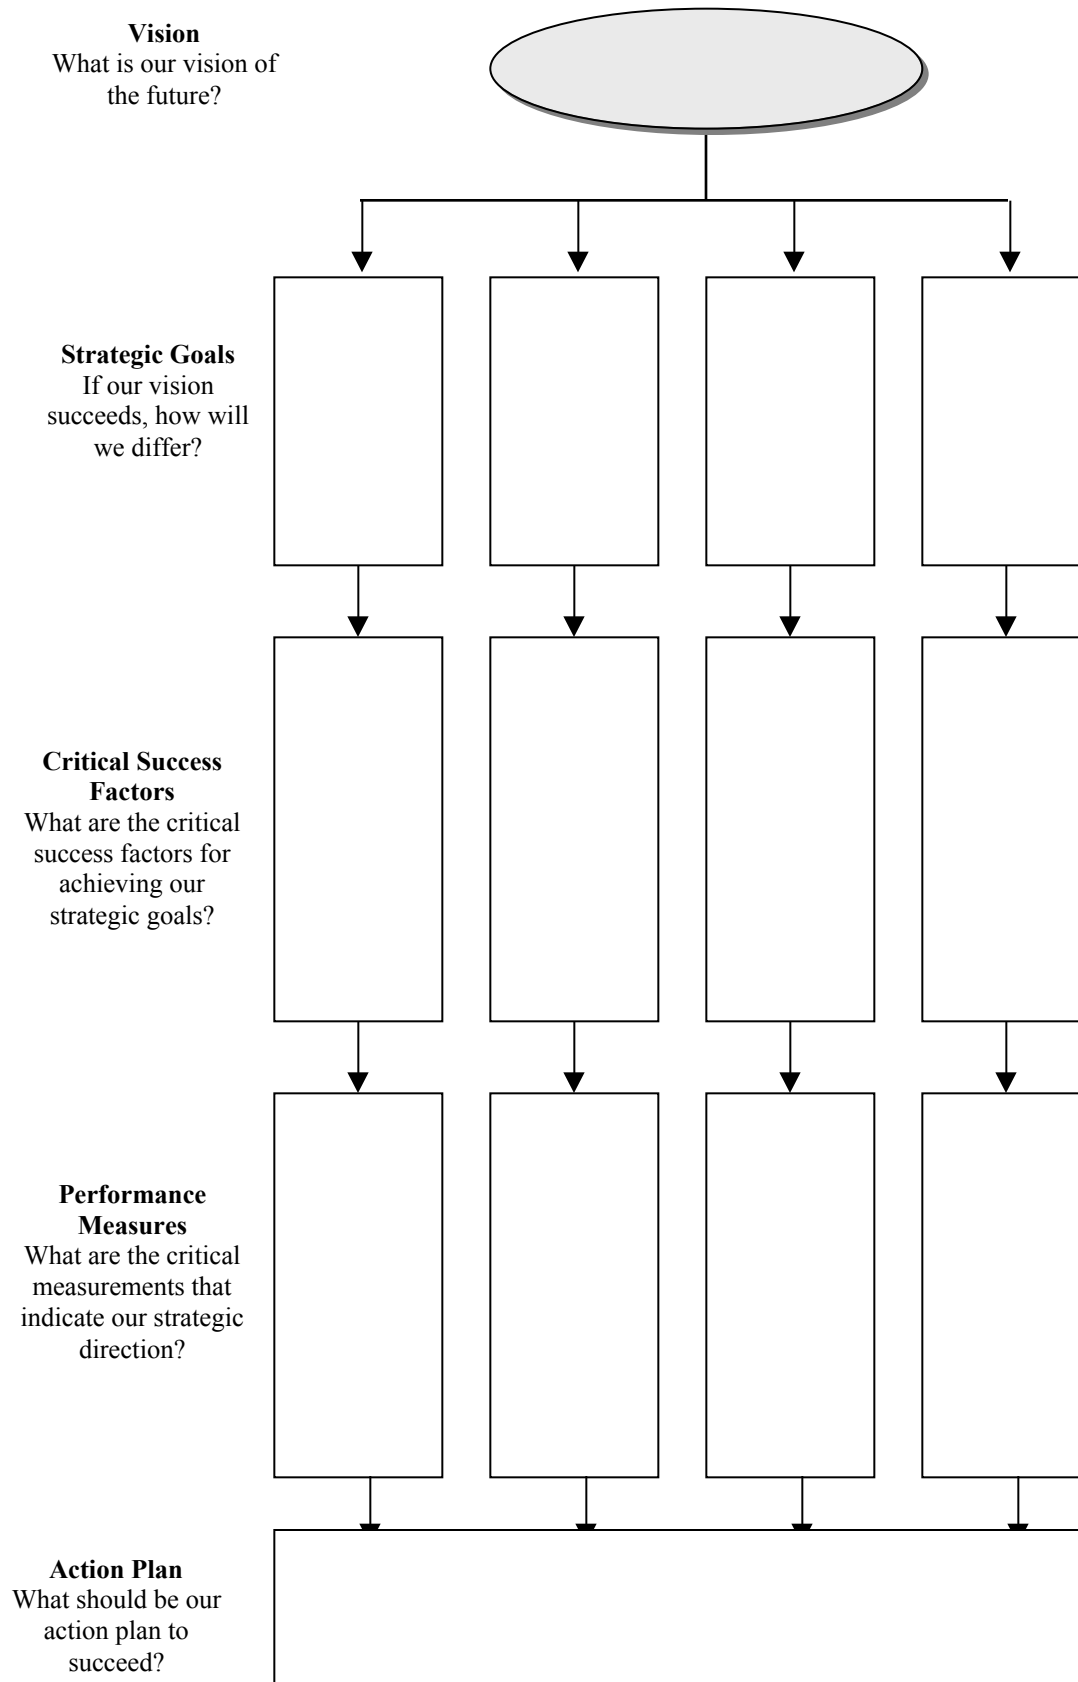 Vision
What is our vision of
the future?
Strategic Goals
If our vision
succeeds, how will
we differ?
Critical Success
Factors
What are the critical
success factors for
achieving our
strategic goals?
Performance
Measures
What are the critical
measurements that
indicate our strategic
direction?
Action Plan
What should be our
action plan to
succeed?